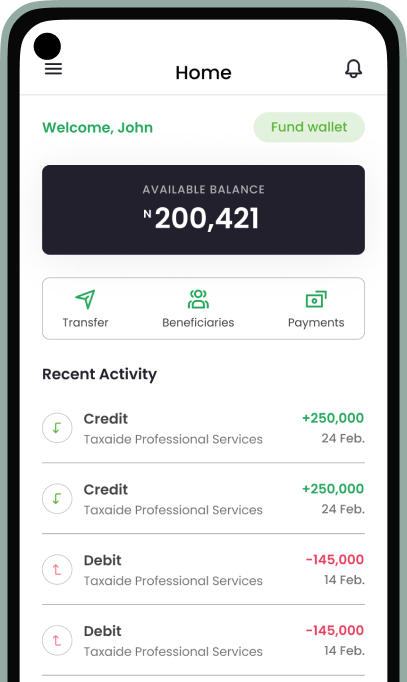 Home
Welcome, John
Fund wallet
AVAILABLE BALANCE
N 200,421
Transfer
Beneficiaries
Payments
Recent Activity
Credit
+250,000
Taxaide Professional Services
24 Feb.
Credit
+250,000
Taxaide Professional Services
24 Feb.
Debit
-145,000
Taxaide Professional Services
14 Feb.
Debit
-145,000
Taxaide Professional Services
14 Feb.